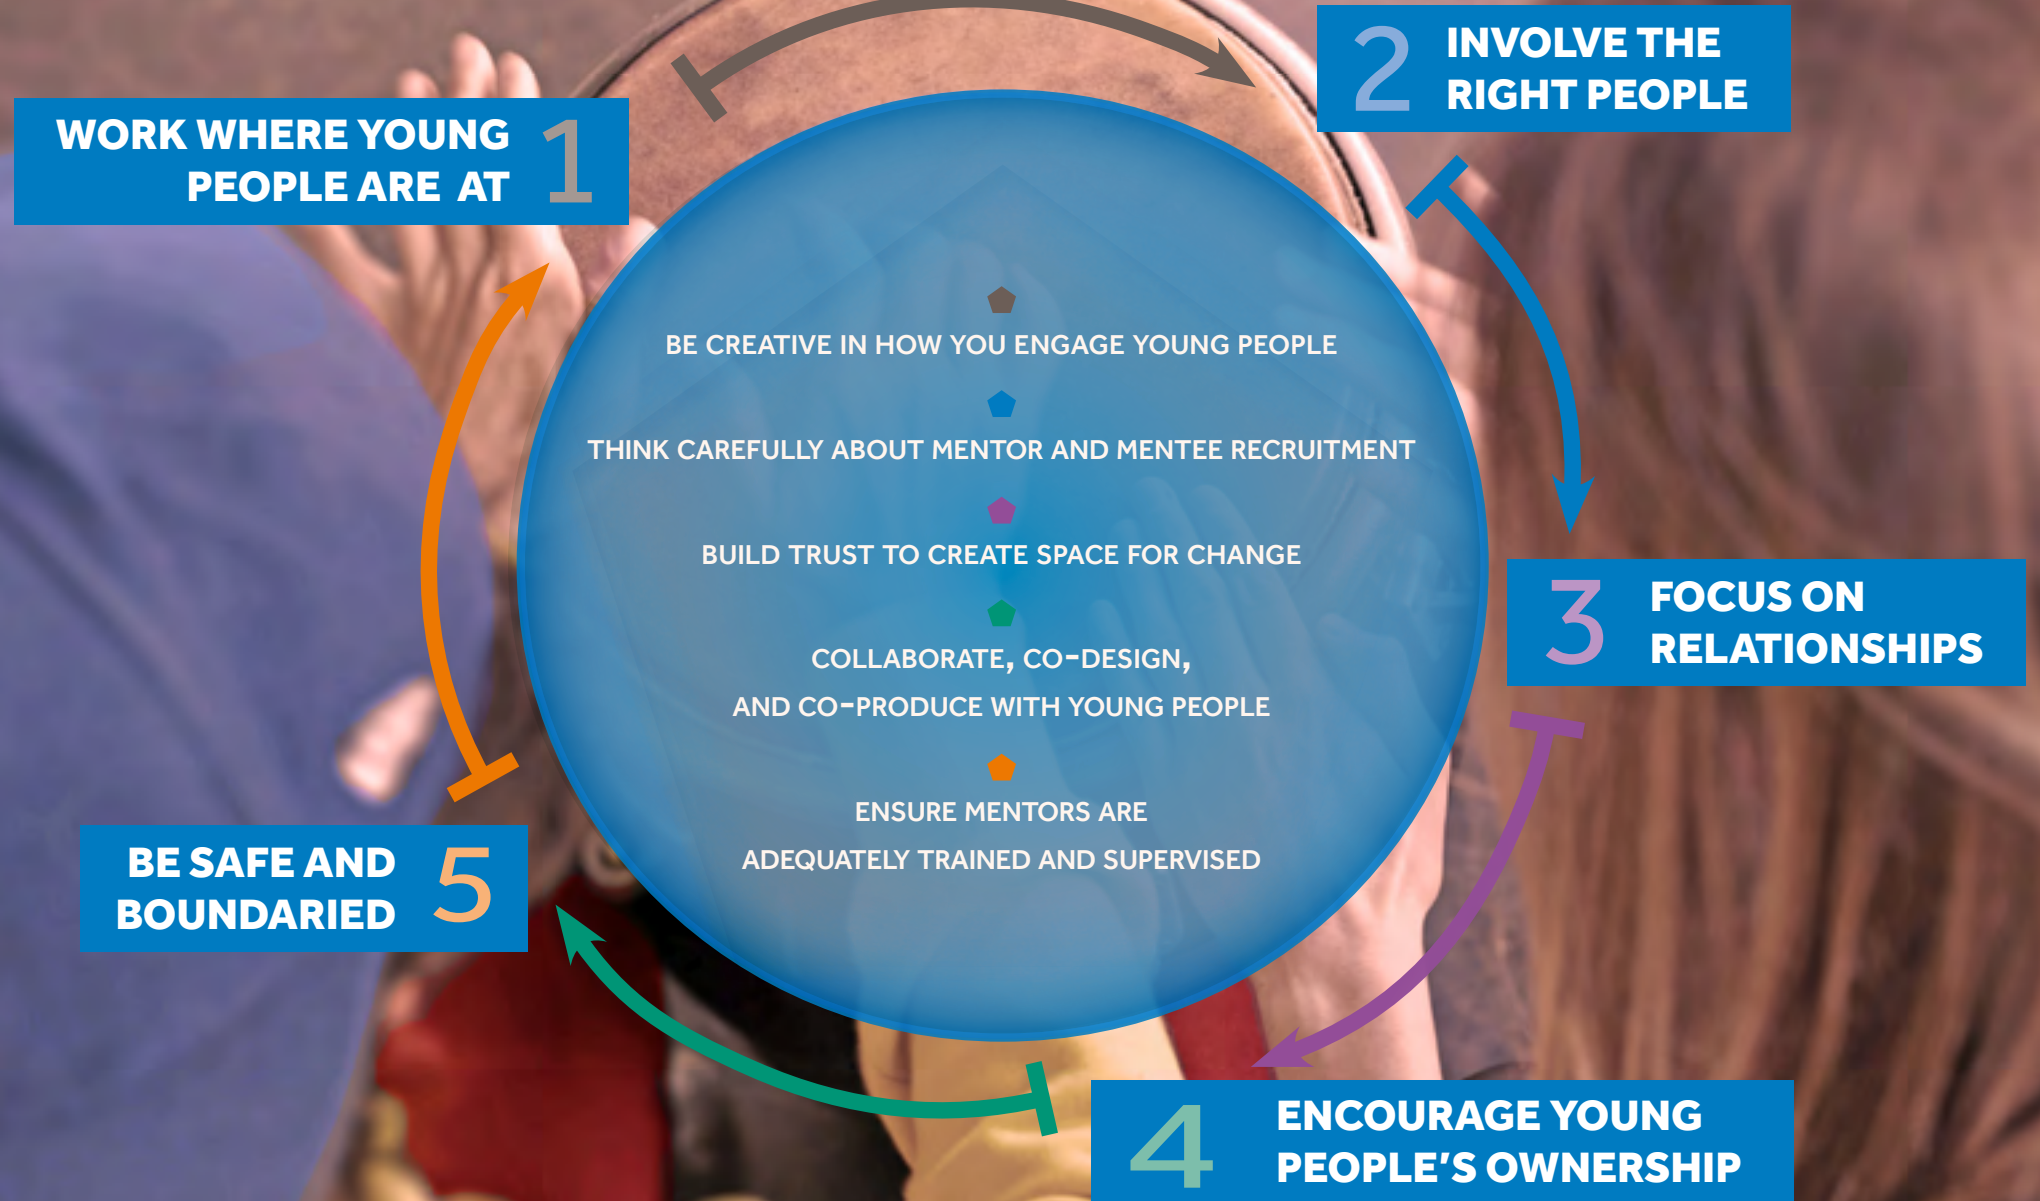 1
WORK WHERE YOUNG
PEOPLE ARE AT
2
INVOLVE THE
RIGHT PEOPLE
3
FOCUS ON
RELATIONSHIPS
4
ENCOURAGE YOUNG
PEOPLE'S OWNERSHIP
5
BE SAFE AND
BOUNDARIED
BE CREATIVE IN HOW YOU ENGAGE YOUNG PEOPLE
THINK CAREFULLY ABOUT MENTOR AND MENTEE RECRUITMENT
BUILD TRUST TO CREATE SPACE FOR CHANGE
COLLABORATE, CO-DESIGN,
AND CO-PRODUCE WITH YOUNG PEOPLE
ENSURE MENTORS ARE
ADEQUATELY TRAINED AND SUPERVISED